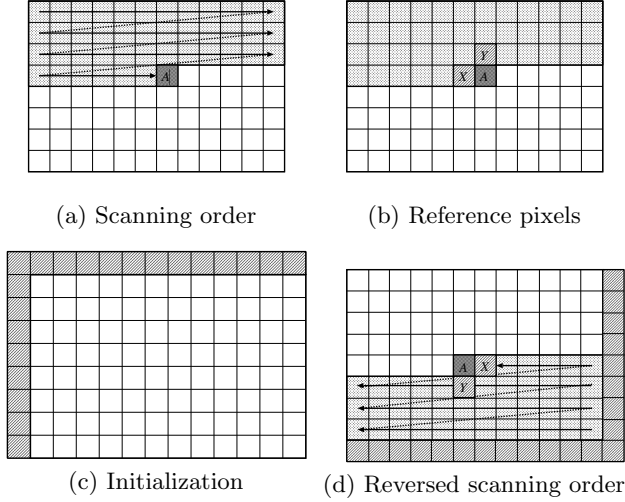 A
Y
X A
(a) Scanning order
(b) Reference pixels
A X
Y
(c) Initialization
(d) Reversed scanning order